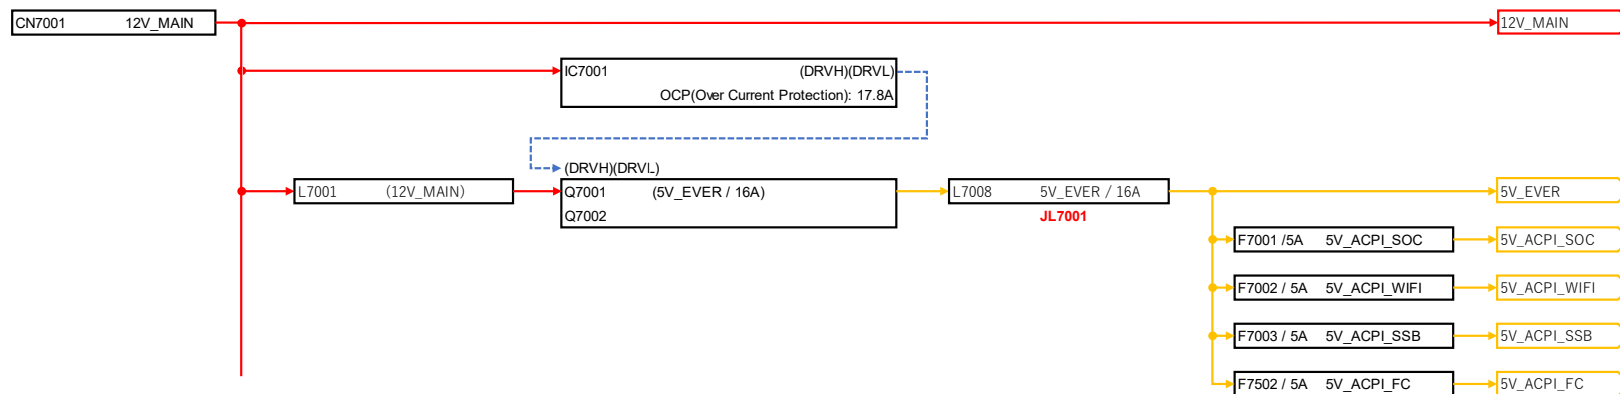 CN7001 12V_MAIN 12V_MAIN
IC7001 (DRVH)(DRVL)
OCP(Over Current Protection): 17.8A
(DRVH)(DRVL)
L7001 (12V_MAIN) Q7001 (5V_EVER / 16A) L7008 5V_EVER / 16A 5V_EVER
Q7002 JL7001
F7001 /5A 5V_ACPI_SOC 5V_ACPI_SOC
F7002 / 5A 5V_ACPI_WIFI 5V_ACPI_WIFI
F7003 / 5A 5V_ACPI_SSB 5V_ACPI_SSB
F7502 / 5A 5V_ACPI_FC 5V_ACPI_FC